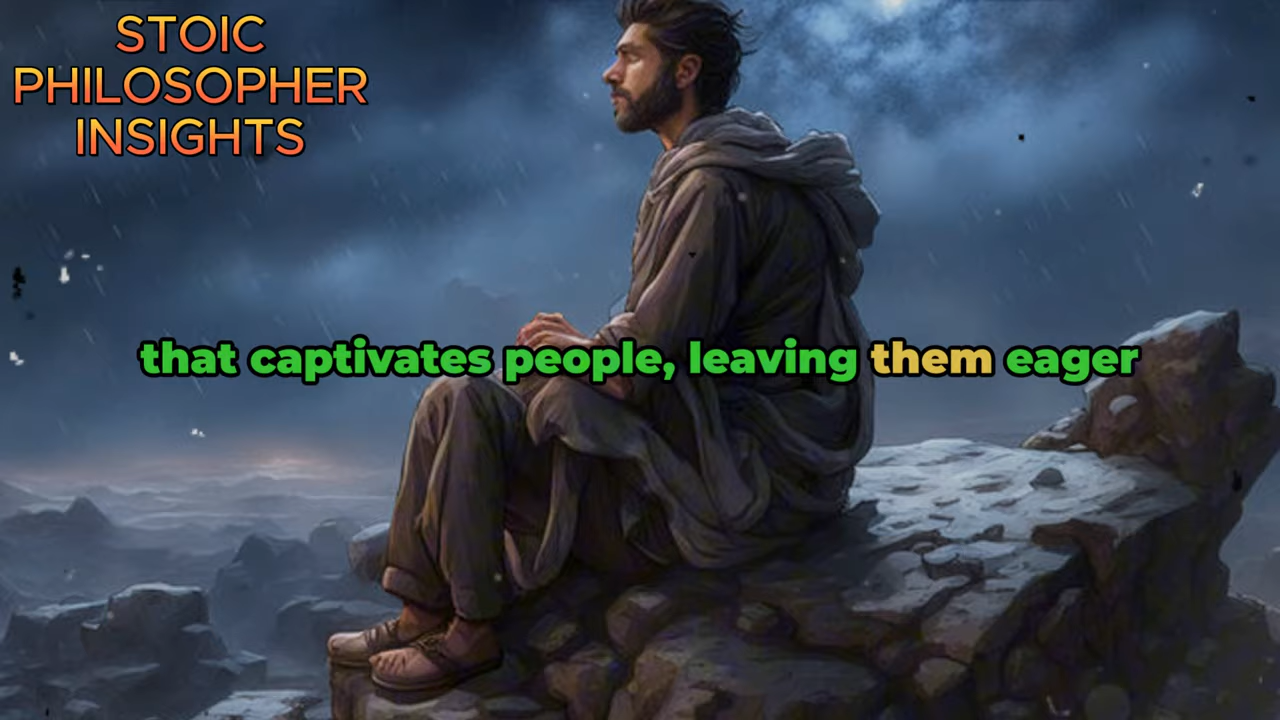 STOIC
PHILOSOPHER
INSIGHTS
that captivates people, leaving them eager